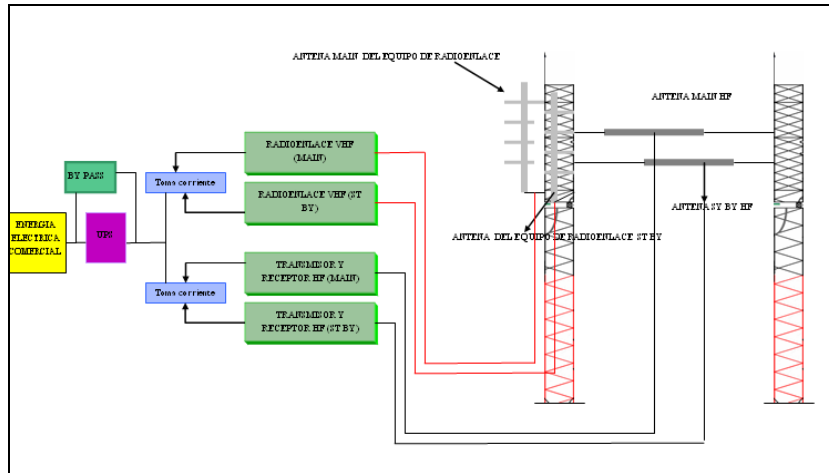 ANTENA MAIN DEL EQUIPO DE RADIOENLACE
ANTENA MAIN HF
RADIOENLACE VHF
(MAIN)
BY PASS
Toma corriente
RADIOENLACE VHF (ST
BY)
ANTENA SY BY HF
ENERGIA
ELECTRICA
COMERCIAL
UPS
ANTENA DEL EQUIPO DE RADIOENLACE ST BY
TRANSMISOR Y
RECEPTOR HF (MAIN)
Toma corriente
TRANSMISOR Y
RECEPTOR HF (ST BY)